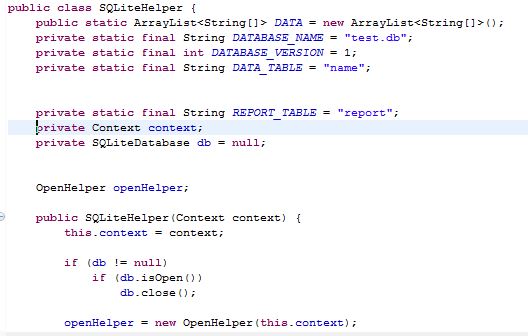 public class SQLiteHelper {
public static ArrayList<String[]> DATA = new ArrayList<String[]>();
private static final String DATABASE_NAME = "test.db";
private static final int DATABASE_VERSION = 1;
private static final String DATA_TABLE = "name";
private static final String REPORT_TABLE = "report";
private Context context;
private SQLiteDatabase db = null;
OpenHelper openHelper;
public SQLiteHelper(Context context) {
this.context = context;
if (db != null)
if (db.isOpen())
db.close();
openHelper = new OpenHelper(this.context);